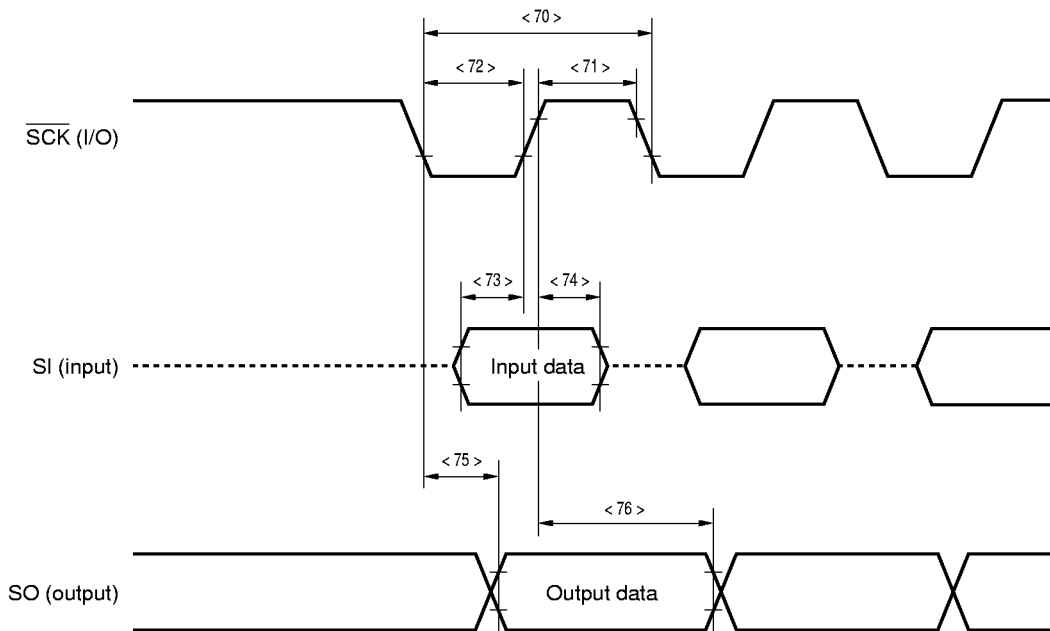 < 70 >
< 72 >
< 71 >
SCK (I/O)
< 73 >
< 74 >
SI (input)
Input data
< 75 >
< 76 >
SO (output)
Output data